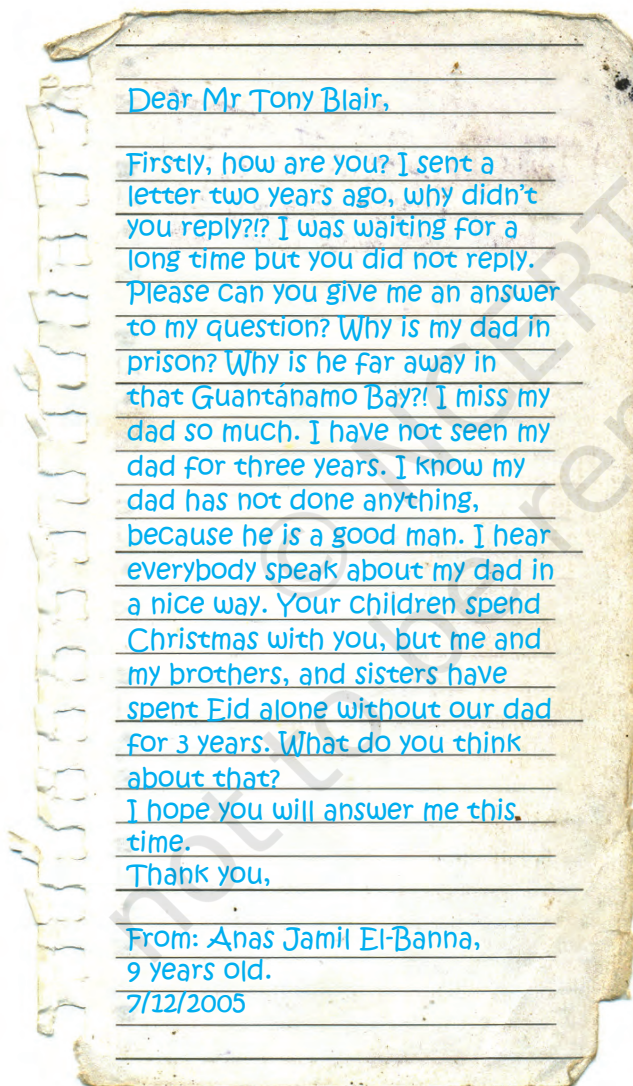 Dear Mr Tony Blair,
Firstly, how are you? I sent a
letter two years ago, why didn't
you reply?!? I was waiting for a
long time but you did not reply.
Please can you give me an answer
to my question? Why is my dad in
prison? Why is he far away in
that Guantánamo Bay?! I miss my
dad so much. I have not seen my
dad for three years. I know my
dad has not done anything,
because he is a good man. I hear
everybody speak about my dad in
a nice way. Your children spend
Christmas with you, but me and
my brothers, and sisters have
spent Eid alone without our dad
for 3 years. What do you think
about that?
I hope you will answer me this
time.
Thank you,
From: Anas Jamil El-Banna,
9 years old.
7/12/2005
© NCERT
not to be